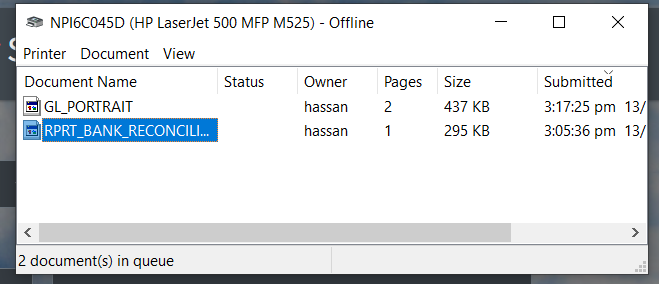 NPI6C045D (HP LaserJet 500 MFP M525) - Offline
Printer Document View
Document Name Status Owner Pages Size Submitted
GL_PORTRAIT hassan 2 437 KB 3:17:25 pm 13/
RPRT_BANK_RECONCILI... hassan 1 295 KB 3:05:36 pm 13/
2 document(s) in queue